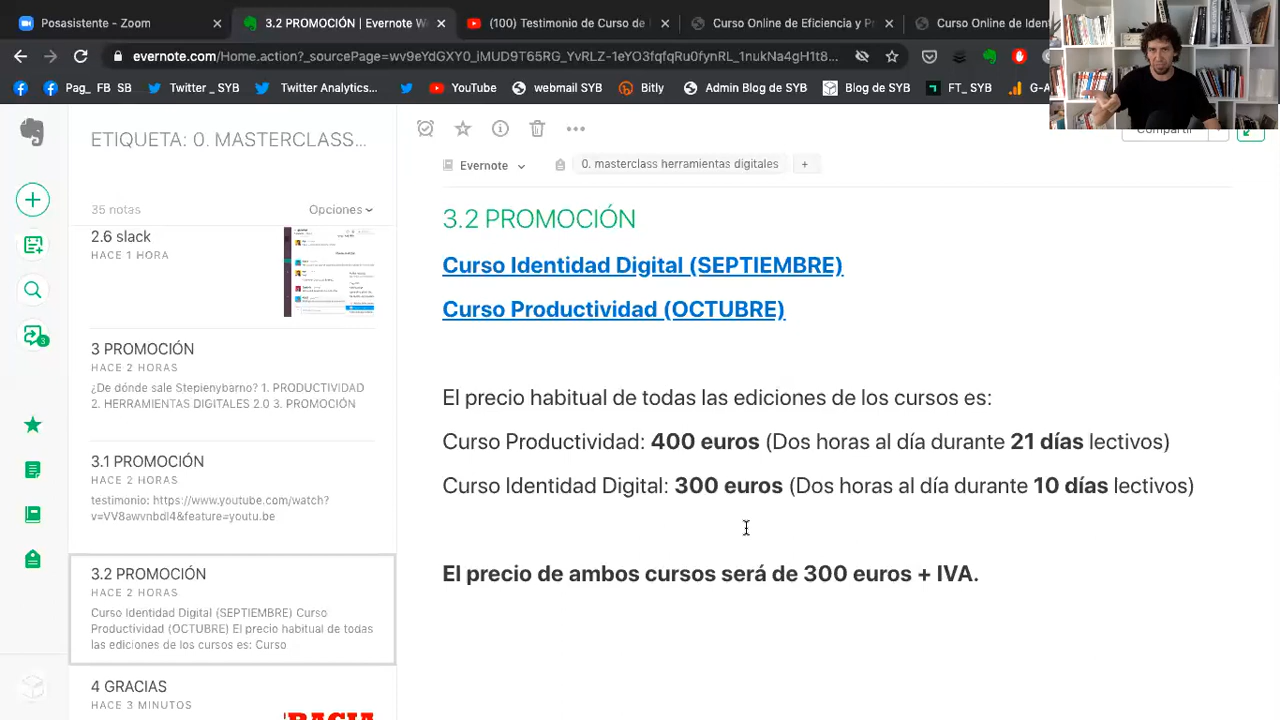 Posasistente - Zoom
3.2 PROMOCIÓN | Evernote W
(100) Testimonio de Curso de
Curso Online de Eficiencia y P
Curso Online de Ident
evernote.com/Home.action?_sourcePage=wv9eYdGX_
Pag_ FB SB
Twitter _SYB
Twitter Analytics...
YouTube
webmail SYB
Bitly
Admin Blog de SYB
Blog de SYB
FT_ SYB
G-A
ETIQUETA: 0. MASTERCLASS...
35 notas
Opciones
2.6 slack
HACE 1 HORA
3 PROMOCIÓN
HACE 2 HORAS
¿De dónde sale Stepienybarno? 1. PRODUCTIVIDAD
2. HERRAMIENTAS DIGITALES 2.0 3. PROMOCIÓN
3.1 PROMOCIÓN
HACE 2 HORAS
testimonio: https://www.youtube.com/watch?
v=VV8awvnbdI4&feature=youtu.be
3.2 PROMOCIÓN
HACE 2 HORAS
Curso Identidad Digital (SEPTIEMBRE) Curso
Productividad (OCTUBRE) El precio habitual de todas
las ediciones de los cursos es: Curso
4 GRACIAS
HACE 3 MINUTOS
3
Evernote
0. masterclass herramientas digitales
+
Compartir
3.2 PROMOCIÓN
Curso Identidad Digital (SEPTIEMBRE)
Curso Productividad (OCTUBRE)
El precio habitual de todas las ediciones de los cursos es:
Curso Productividad: 400 euros (Dos horas al día durante 21 días lectivos)
Curso Identidad Digital: 300 euros (Dos horas al día durante 10 días lectivos)
El precio de ambos cursos será de 300 euros + IVA.